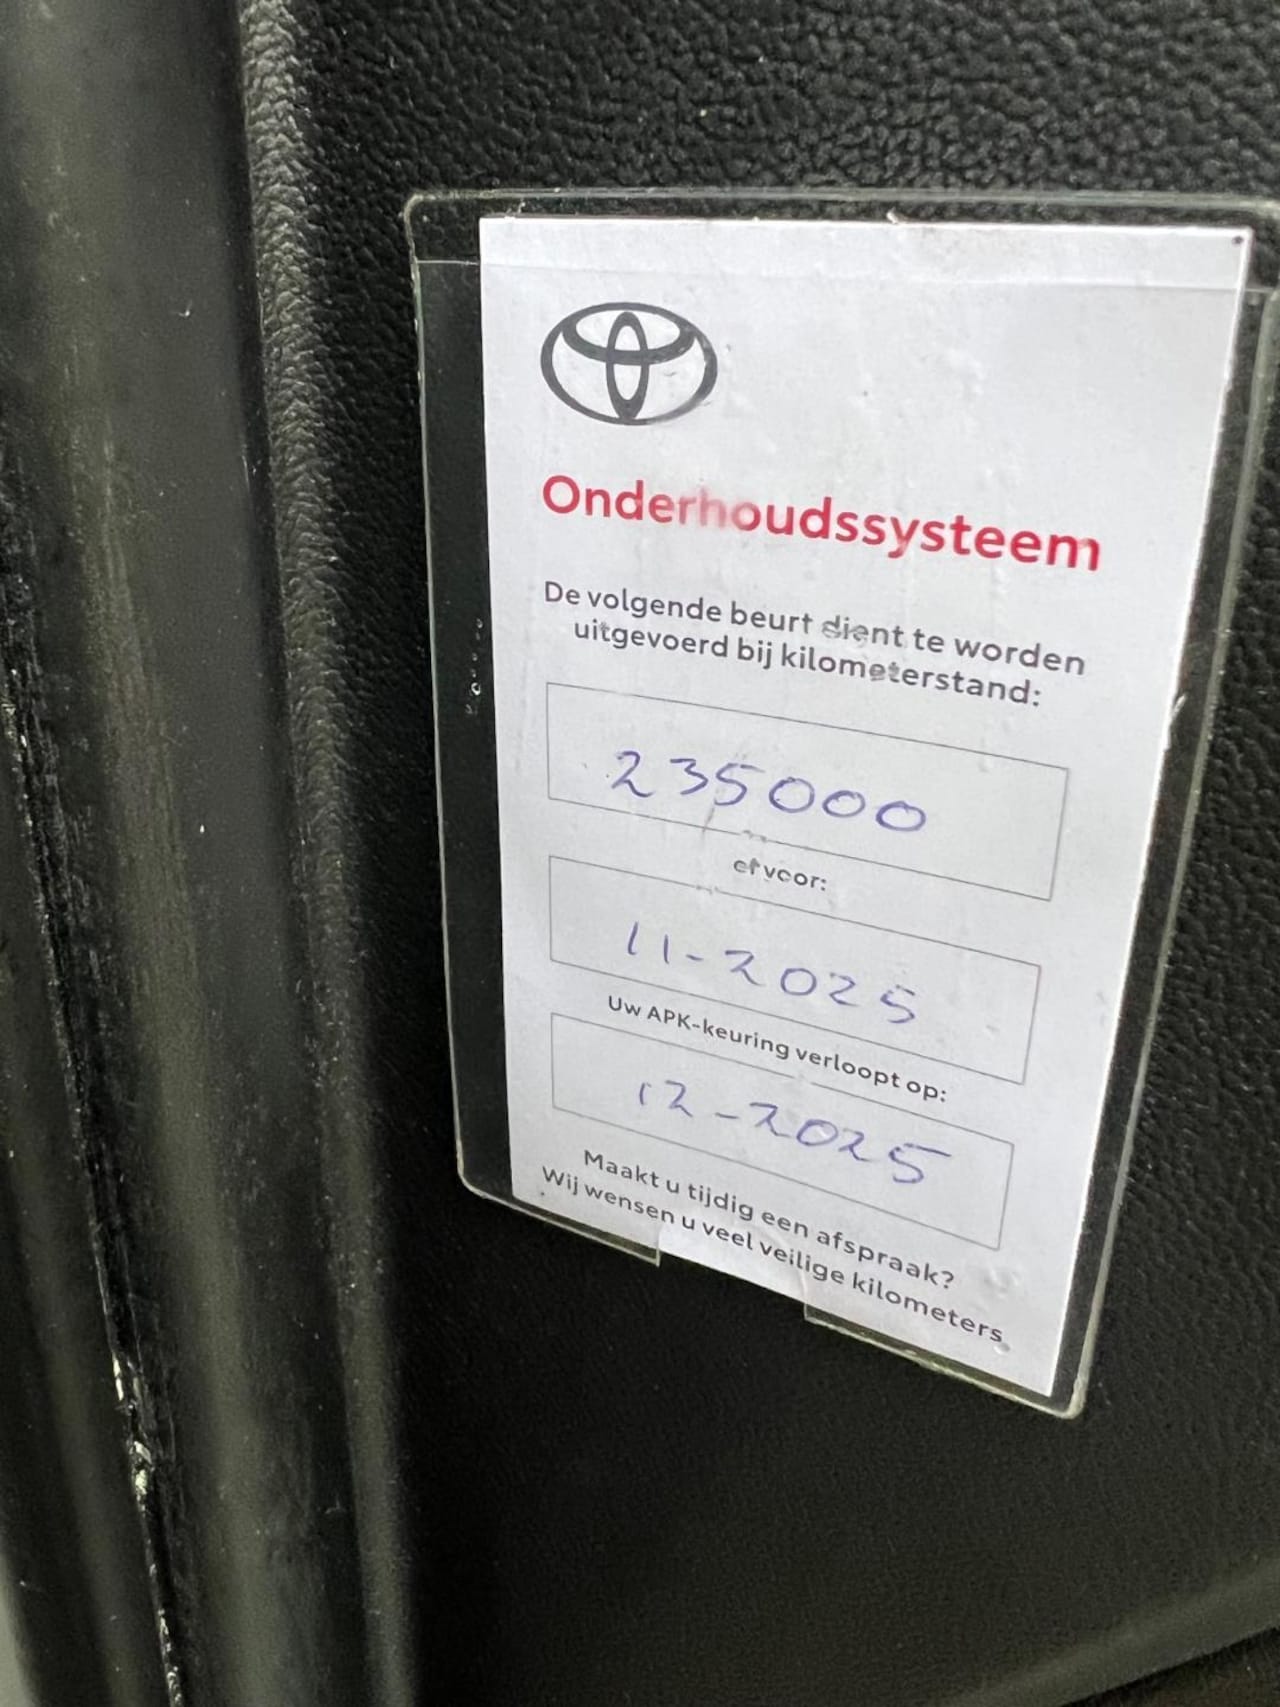 Onderhoudssysteem
De volgende beurt dient te worden
uitgevoerd bij kilometerstand:
235000
of voor:
11-2025
Uw APK-keuring verloopt op:
12-2025
Maakt u tijdig een afspraak?
Wij wensen u veel veilige kilometers